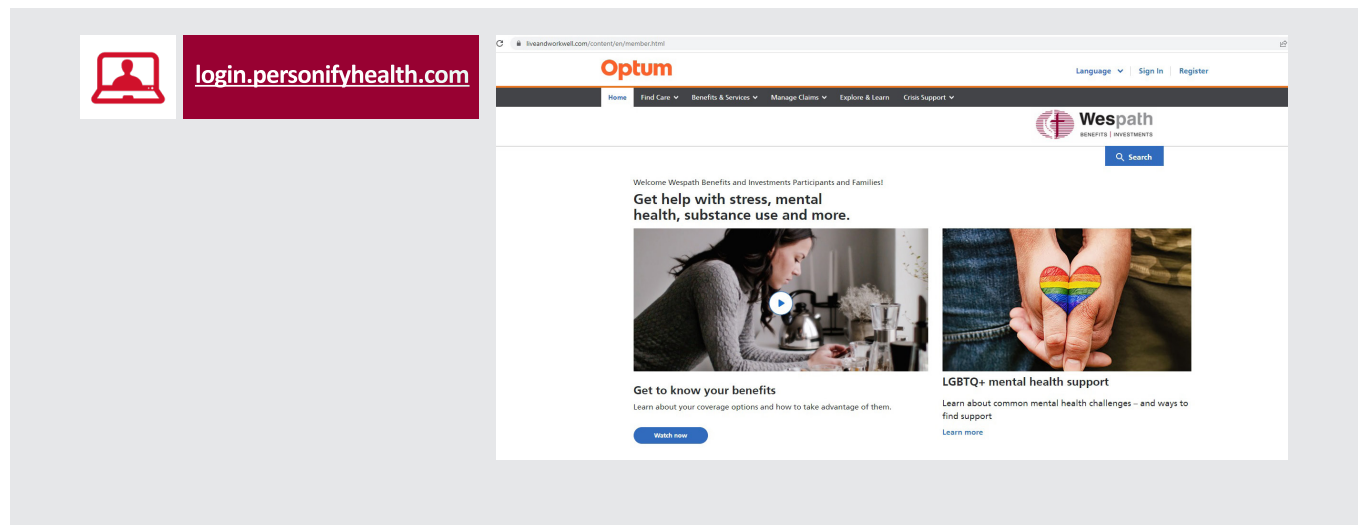 login.personifyhealth.com
liveandworkwell.com/content/en/member.html
Optum
Language Sign In Register
Home Find Care Benefits & Services Manage Claims Explore & Learn Crisis Support
Wespath
BENEFITS | INVESTMENTS
Search
Welcome Wespath Benefits and Investments Participants and Families!
Get help with stress, mental
health, substance use and more.
Get to know your benefits
Learn about your coverage options and how to take advantage of them.
Watch now
LGBTQ+ mental health support
Learn about common mental health challenges – and ways to
find support
Learn more